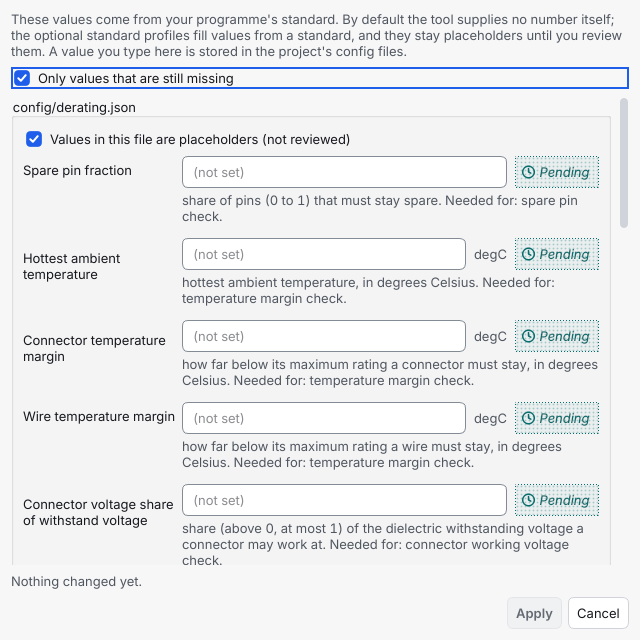 These values come from your programme's standard. By default the tool supplies no number itself;
the optional standard profiles fill values from a standard, and they stay placeholders until you review
them. A value you type here is stored in the project's config files.
Only values that are still missing
config/derating.json
Values in this file are placeholders (not reviewed)
Spare pin fraction
(not set)
Pending
share of pins (0 to 1) that must stay spare. Needed for: spare pin
check.
Hottest ambient
temperature
(not set)
degC
Pending
hottest ambient temperature, in degrees Celsius. Needed for:
temperature margin check.
Connector temperature
margin
(not set)
degC
Pending
how far below its maximum rating a connector must stay, in degrees
Celsius. Needed for: temperature margin check.
Wire temperature margin
(not set)
degC
Pending
how far below its maximum rating a wire must stay, in degrees
Celsius. Needed for: temperature margin check.
Connector voltage share
of withstand voltage
(not set)
Pending
share (above 0, at most 1) of the dielectric withstanding voltage a
connector may work at. Needed for: connector working voltage
check.
Nothing changed yet.
Apply
Cancel